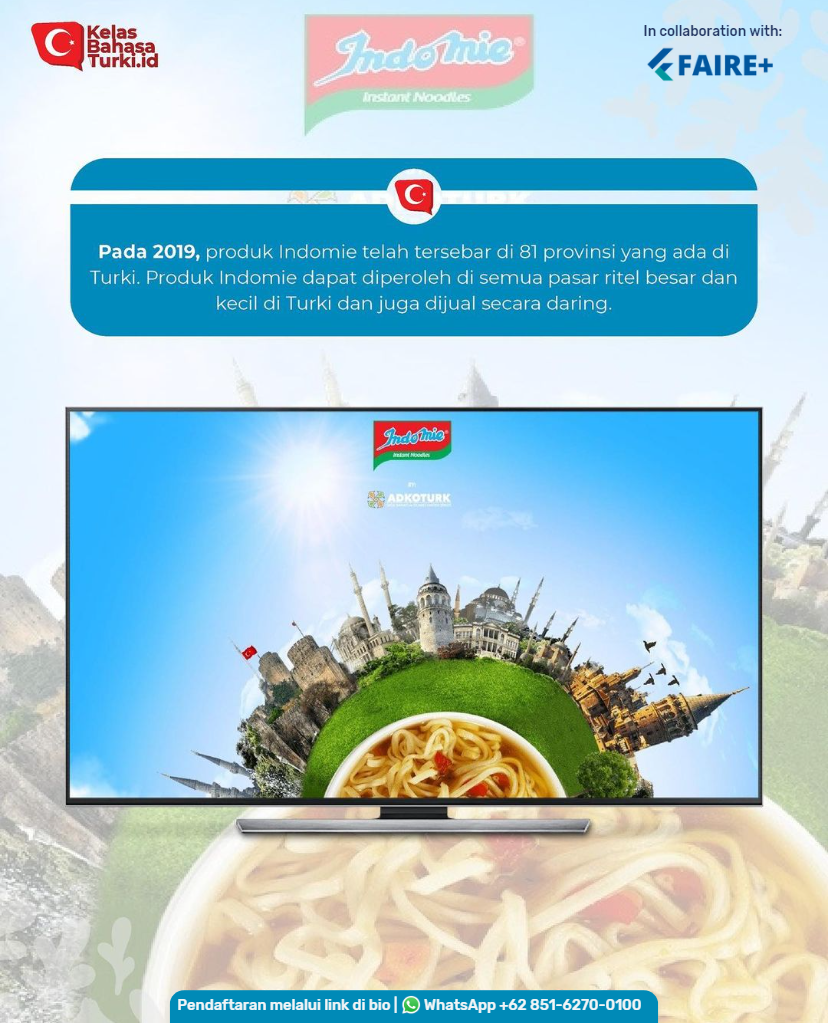 Kelas
Bahasa
Turki.id
Indomie
Instant Noodles
In collaboration with:
FAIRE+
ADKOTURK
Pada 2019, produk Indomie telah tersebar di 81 provinsi yang ada di
Turki. Produk Indomie dapat diperoleh di semua pasar ritel besar dan
kecil di Turki dan juga dijual secara daring.
Indomie
Instant Noodles
BY:
ADKOTURK
Pendaftaran melalui link di bio | WhatsApp +62 851-6270-0100